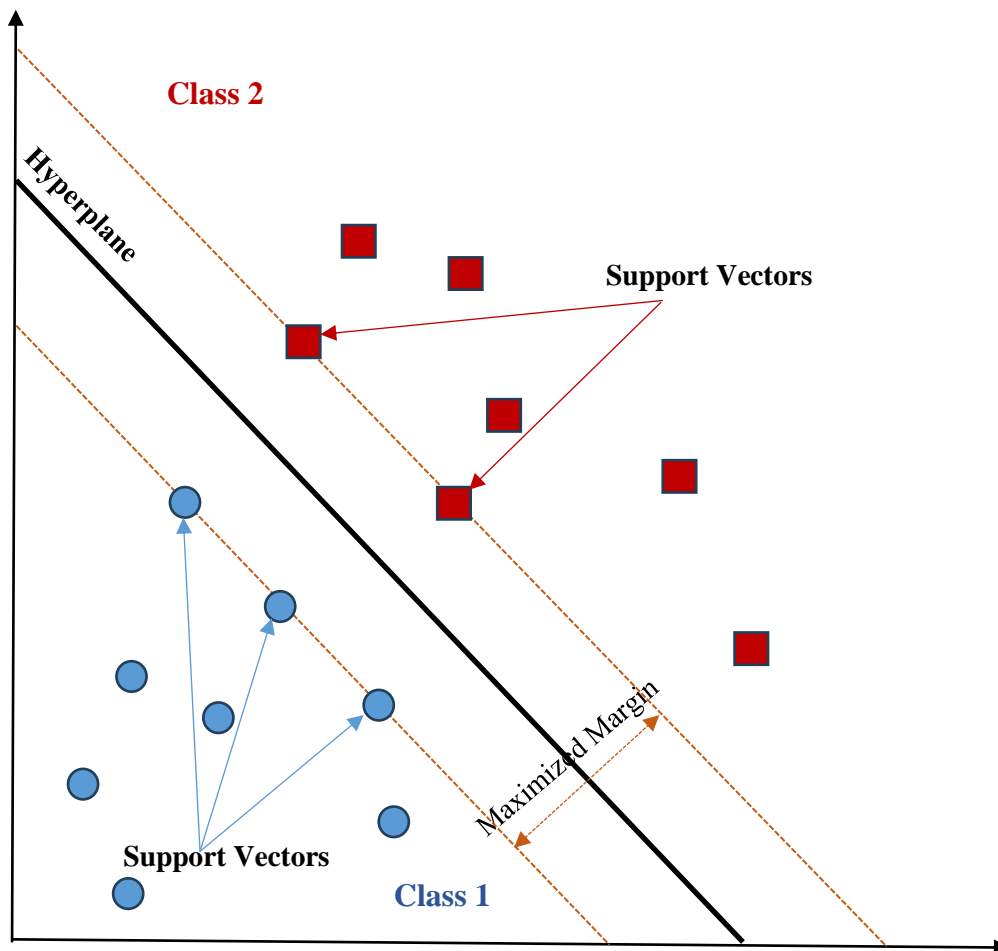 Class 2
Hyperplane
Support Vectors
Maximized Margin
Support Vectors
Class 1